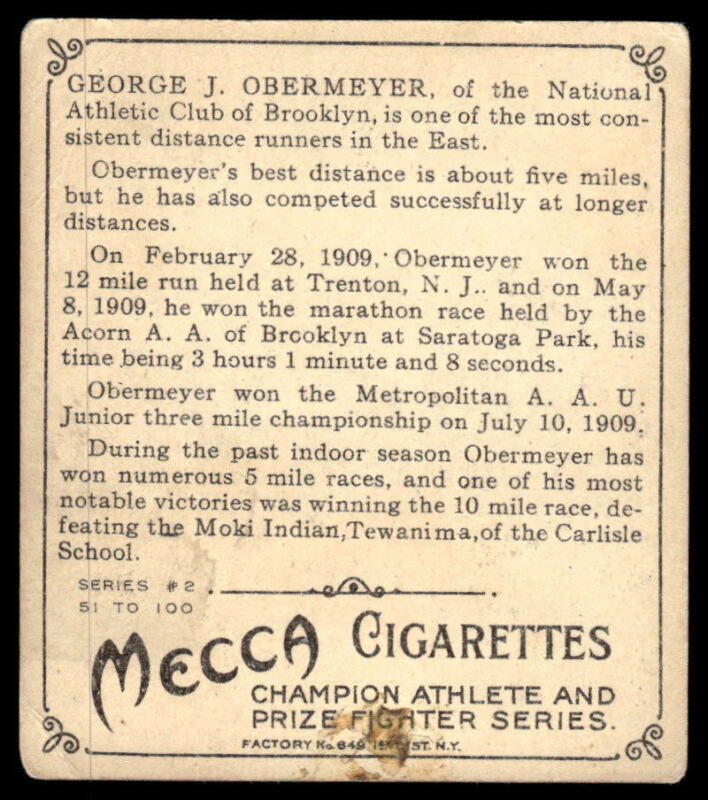 GEORGE J. OBERMEYER, of the National
Athletic Club of Brooklyn, is one of the most con-
sistent distance runners in the East.
Obermeyer's best distance is about five miles,
but he has also competed successfully at longer
distances.
On February 28, 1909, Obermeyer won the
12 mile run held at Trenton, N. J., and on May
8, 1909, he won the marathon race held by the
Acorn A. A. of Brooklyn at Saratoga Park, his
time being 3 hours 1 minute and 8 seconds.
Obermeyer won the Metropolitan A. A. U.
Junior three mile championship on July 10, 1909.
During the past indoor season Obermeyer has
won numerous 5 mile races, and one of his most
notable victories was winning the 10 mile race, de-
feating the Moki Indian, Tewanima, of the Carlisle
School.
SERIES #2
51 TO 100
MECCA CIGARETTES
CHAMPION ATHLETE AND
PRIZE FIGHTER SERIES.
FACTORY No. 649 1st DIST. N.Y.